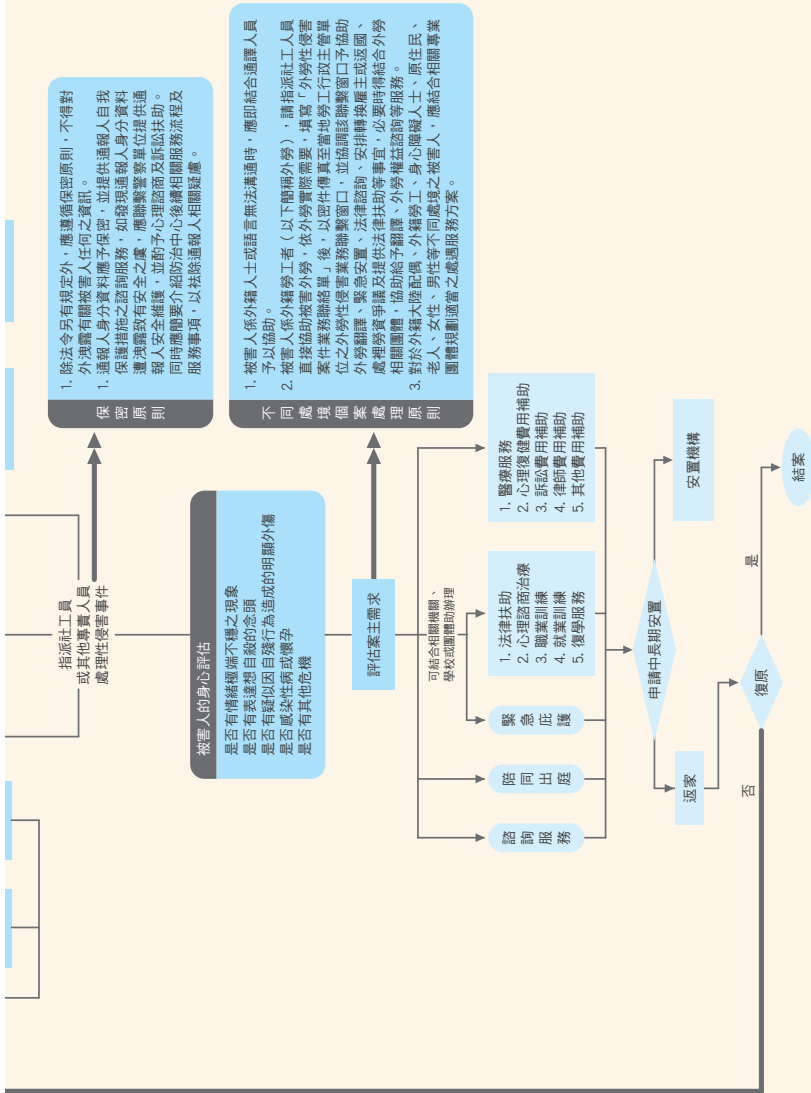 指派社工員
或其他專責人員
處理性侵害事件
保密原則
1. 除法令另有規定外，應遵循保密原則，不得對
外洩露有關被害人任何之資訊。
1. 通報人身分資料應予保密，並提供通報人自我
保護措施之諮詢服務，如發現通報人身分資料
遭洩露致有安全之虞，應聯繫警察單位提供通
報人安全維護，並酌予心理諮商及訴訟扶助。
同時應簡要介紹防治中心後續相關服務流程及
服務事項，以祛除通報人相關疑慮。
被害人的身心評估
是否有情緒極端不穩之現象
是否有表達想自殺的念頭
是否有疑似因自殘行為造成的明顯外傷
是否感染性病或懷孕
是否有其他危機
評估案主需求
不同處境個案處理原則
1. 被害人係外籍人士或語言無法溝通時，應即結合通譯人員
予以協助。
2. 被害人係外籍勞工者（以下簡稱外勞），請指派社工人員
直接協助被害外勞，依外勞實際需要，填寫「外勞性侵害
案件業務聯絡單」後，以密件傳真至當地勞工行政主管單
位之外勞性侵害業務聯繫窗口，並協調該聯繫窗口予協助
外勞翻譯、緊急安置、法律諮詢、安排轉換雇主或返國、
處裡勞資爭議及提供法律扶助等事宜，必要時得結合外勞
相關團體，協助給予翻譯、外勞權益諮詢等服務。
3. 對於外籍大陸配偶、外籍勞工、身心障礙人士、原住民、
老人、女性、男性等不同處境之被害人，應結合相關專業
團體規劃適當之處遇服務方案。
可結合相關機關、
學校或團體助辦理
諮詢服務
陪同出庭
緊急庇護
1. 法律扶助
2. 心理諮商治療
3. 職業訓練
4. 就業訓練
5. 復學服務
1. 醫療服務
2. 心理復健費用補助
3. 訴訟費用補助
4. 律師費用補助
5. 其他費用補助
申請中長期安置
返家
安置機構
復原
否
是
結案